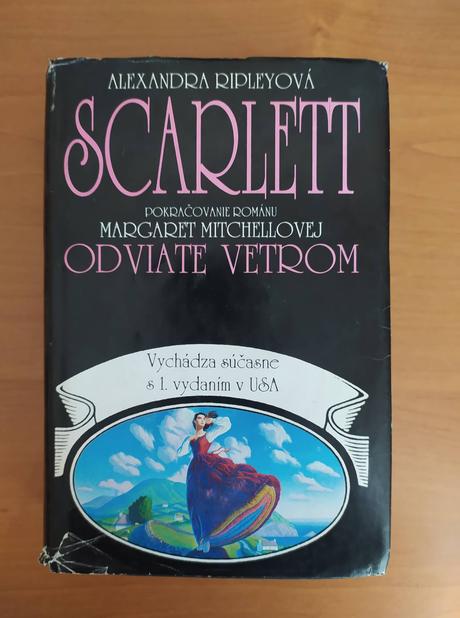 ALEXANDRA RIPLEYOVÁ
SCARLETT
POKRAČOVANIE ROMÁNU
MARGARET MITCHELLOVEJ
ODVIATE VETROM
Vychádza súčasne
s 1. vydaním v USA